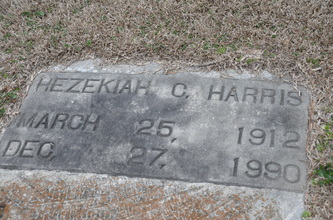 HEZEKIAH C. HARRIS
MARCH 25, 1912
DEC. 27, 1990